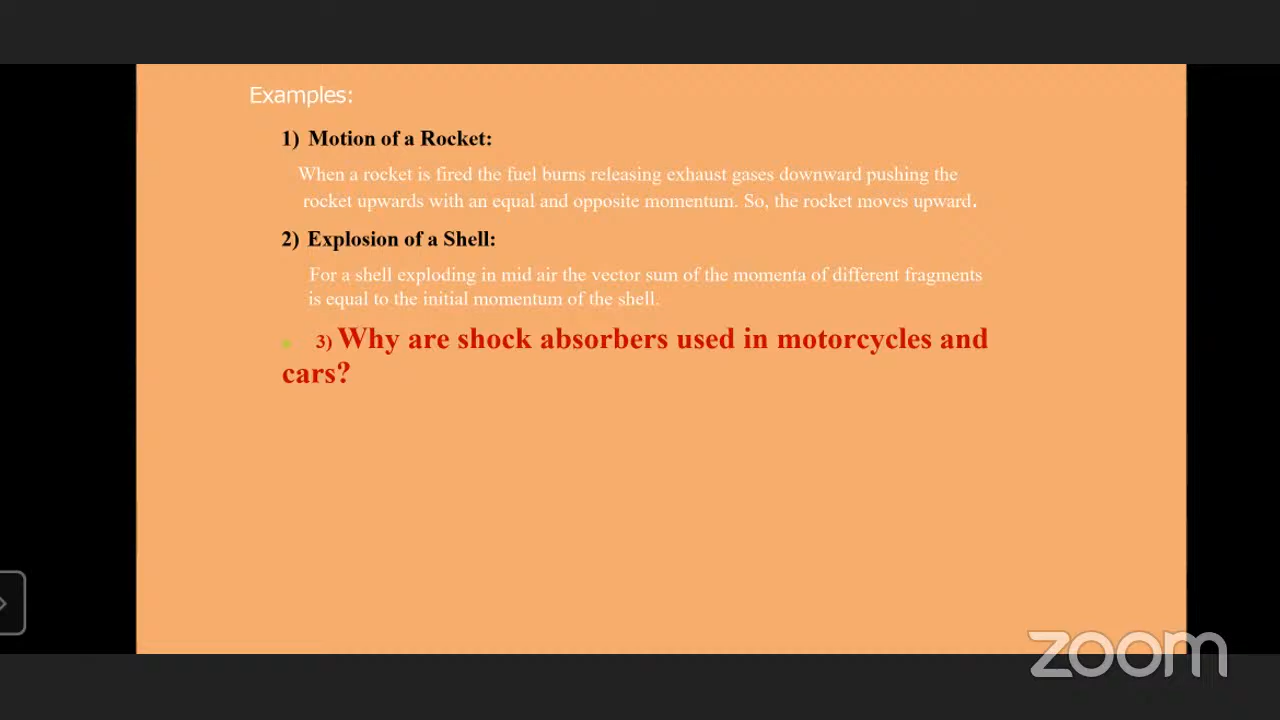 Examples:
1) Motion of a Rocket:
When a rocket is fired the fuel burns releasing exhaust gases downward pushing the
rocket upwards with an equal and opposite momentum. So, the rocket moves upward.
2) Explosion of a Shell:
For a shell exploding in mid air the vector sum of the momenta of different fragments
is equal to the initial momentum of the shell.
3) Why are shock absorbers used in motorcycles and
cars?
zoom